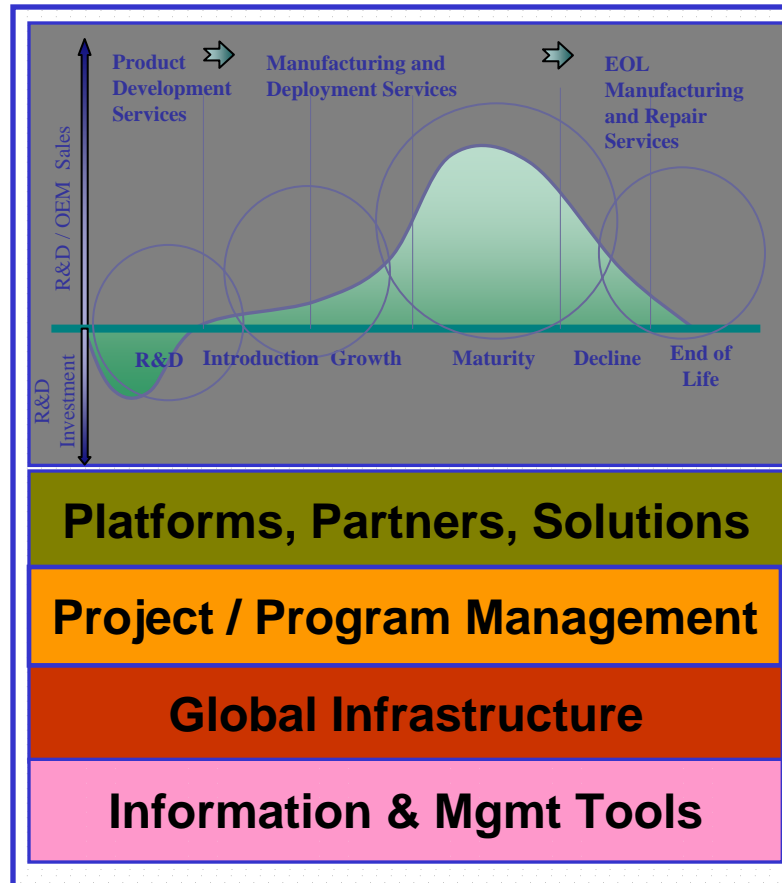 Product
Development
Services
Manufacturing and
Deployment Services
EOL
Manufacturing
and Repair
Services
R&D / OEM Sales
R&D
Investment
R&D
Introduction
Growth
Maturity
Decline
End of
Life
Platforms, Partners, Solutions
Project / Program Management
Global Infrastructure
Information & Mgmt Tools